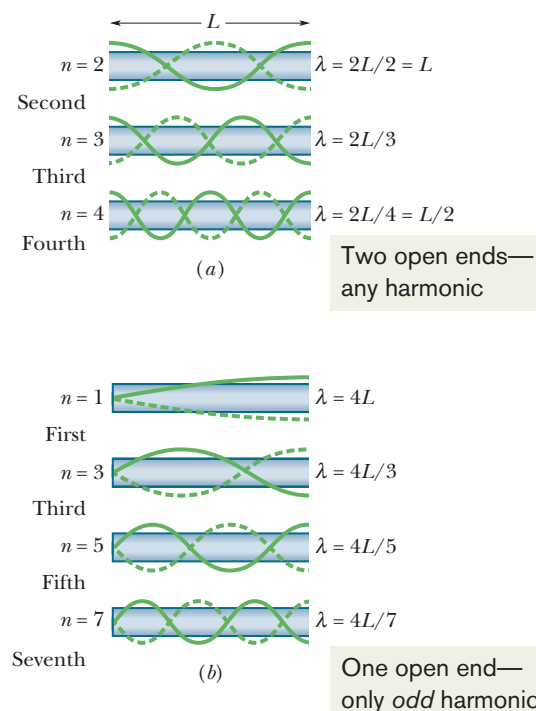 L
n = 2
λ = 2L/2 = L
Second
n = 3
λ = 2L/3
Third
n = 4
λ = 2L/4 = L/2
Fourth
(a)
Two open ends—
any harmonic
n = 1
λ = 4L
First
n = 3
λ = 4L/3
Third
n = 5
λ = 4L/5
Fifth
n = 7
λ = 4L/7
Seventh
(b)
One open end—
only odd harmonic